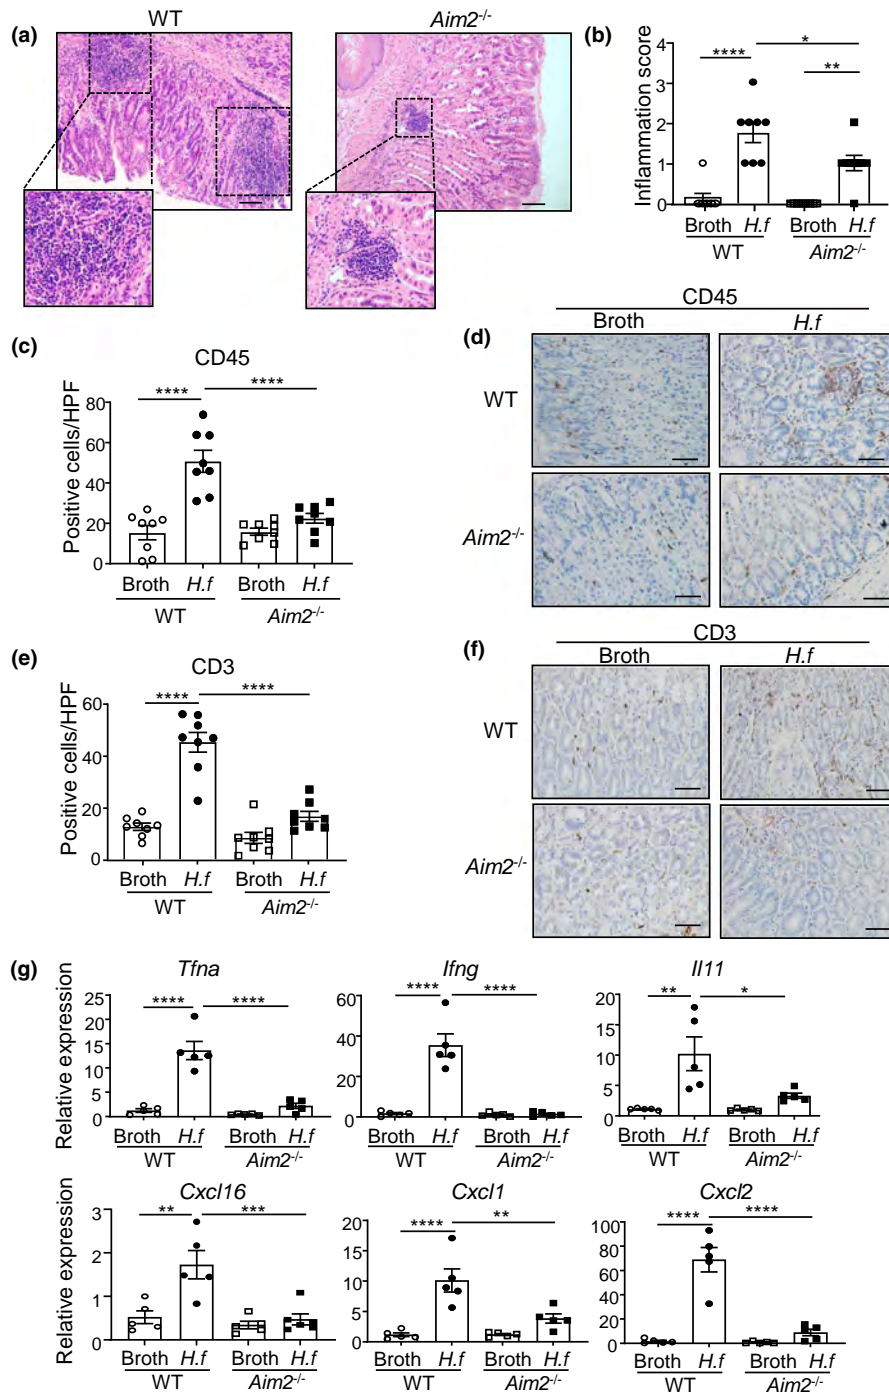 (a)
WT
Aim2-/-
(b)
Inflammation score
4
3
2
1
0
****
*
**
Broth H.f Broth H.f
WT Aim2-/-
(c)
CD45
Positive cells/HPF
80
60
40
20
0
****
****
Broth H.f Broth H.f
WT Aim2-/-
(d)
CD45
Broth H.f
WT
Aim2-/-
(e)
CD3
Positive cells/HPF
60
40
20
0
****
****
Broth H.f Broth H.f
WT Aim2-/-
(f)
CD3
Broth H.f
WT
Aim2-/-
(g)
Tfna
Relative expression
25
20
15
10
5
0
****
****
Broth H.f Broth H.f
WT Aim2-/-
Ifng
60
40
20
0
****
****
Broth H.f Broth H.f
WT Aim2-/-
Il11
20
15
10
5
0
**
*
Broth H.f Broth H.f
WT Aim2-/-
Cxcl16
Relative expression
3
2
1
0
**
***
Broth H.f Broth H.f
WT Aim2-/-
Cxcl1
20
15
10
5
0
****
**
Broth H.f Broth H.f
WT Aim2-/-
Cxcl2
100
80
60
40
20
0
****
****
Broth H.f Broth H.f
WT Aim2-/-